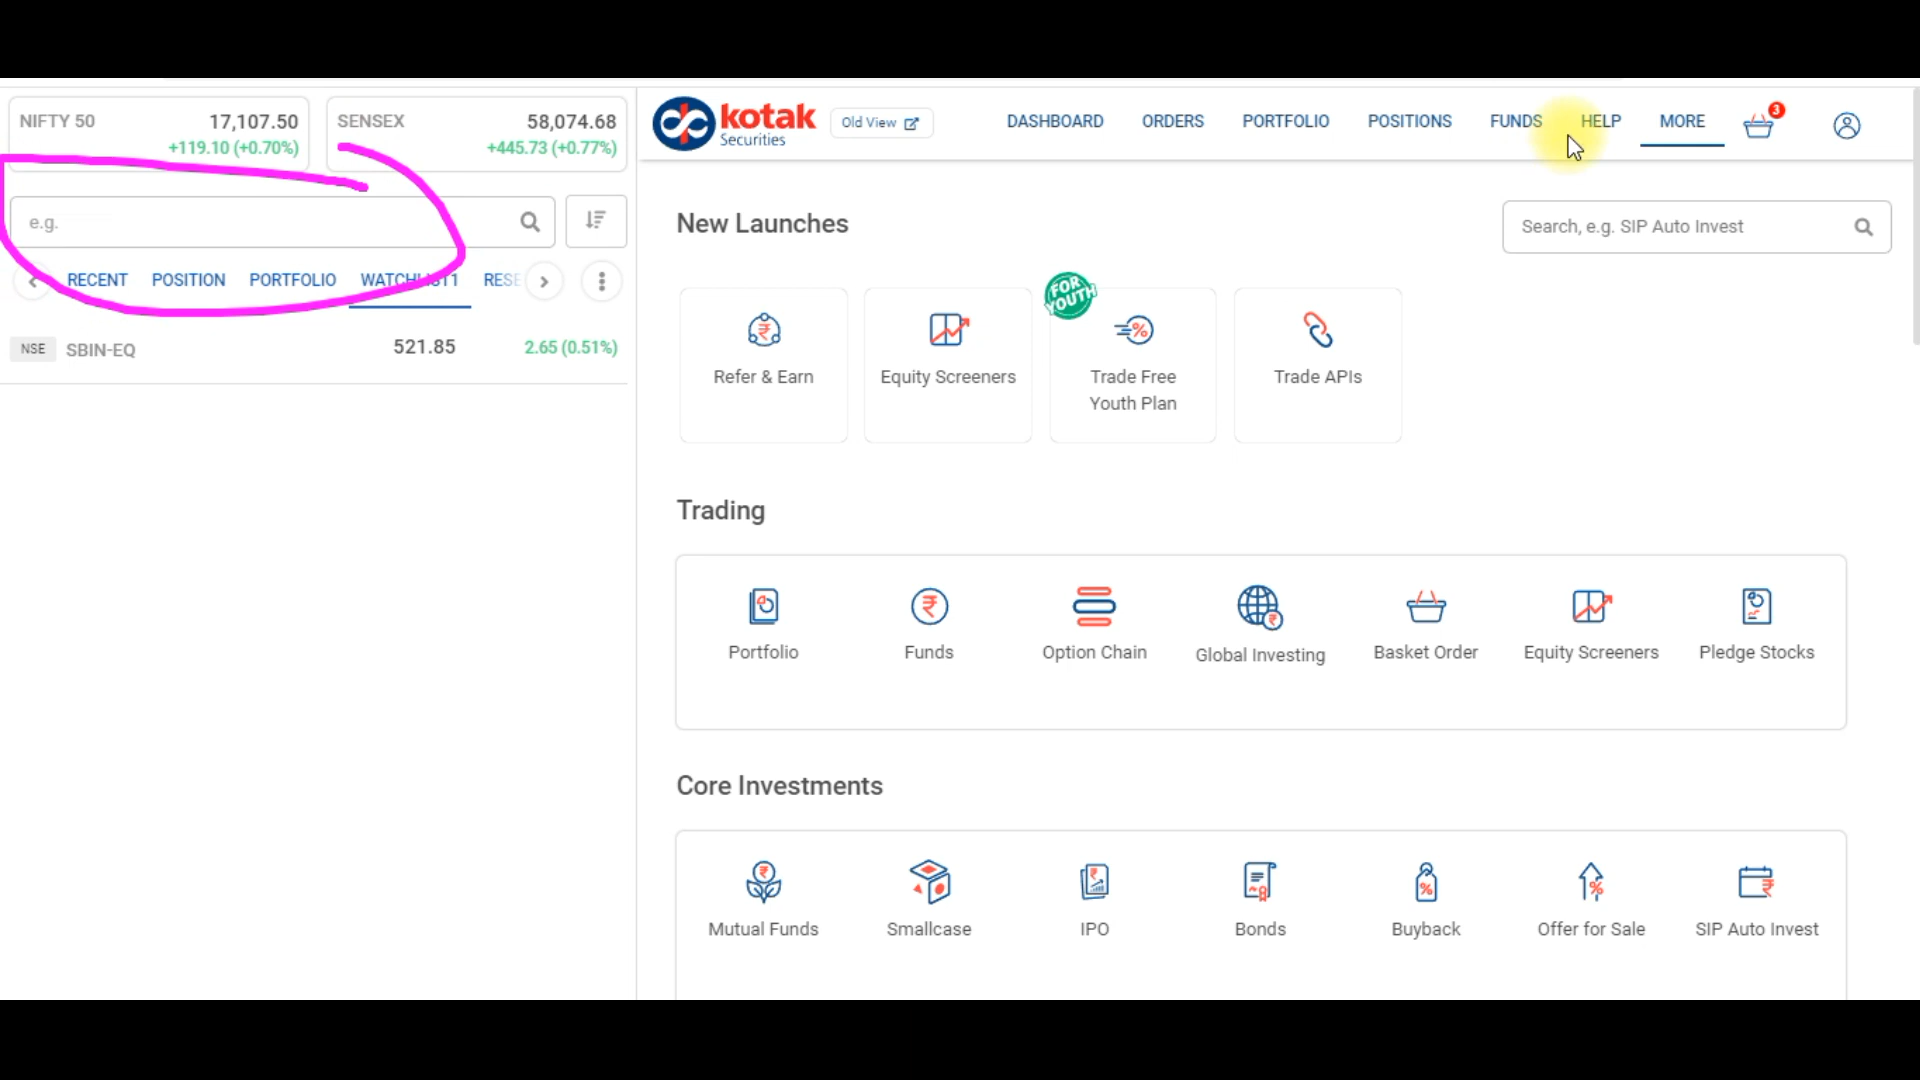 NIFTY 50 17,107.50
+119.10 (+0.70%)
SENSEX 58,074.68
+445.73 (+0.77%)
e.g.
RECENT POSITION PORTFOLIO WATCHLIST1 RESE
NSE SBIN-EQ 521.85 2.65 (0.51%)
kotak
Securities
Old View
DASHBOARD ORDERS PORTFOLIO POSITIONS FUNDS HELP MORE 3
New Launches
Search, e.g. SIP Auto Invest
FOR
YOUTH
Refer & Earn
Equity Screeners
Trade Free
Youth Plan
Trade APIs
Trading
Portfolio Funds Option Chain Global Investing Basket Order Equity Screeners Pledge Stocks
Core Investments
Mutual Funds Smallcase IPO Bonds Buyback Offer for Sale SIP Auto Invest